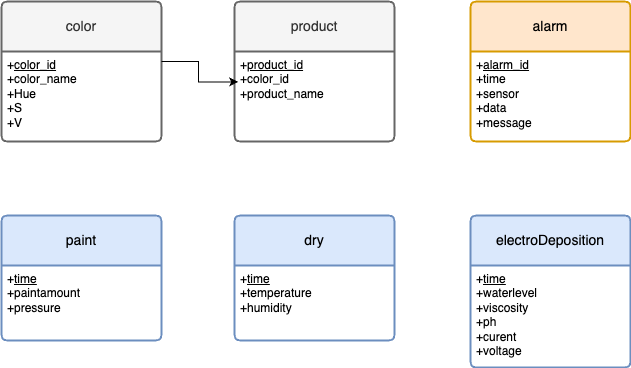 color
+color_id
+color_name
+Hue
+S
+V
product
+product_id
+color_id
+product_name
alarm
+alarm_id
+time
+sensor
+data
+message
paint
+time
+paintamount
+pressure
dry
+time
+temperature
+humidity
electroDeposition
+time
+waterlevel
+viscosity
+ph
+curent
+voltage